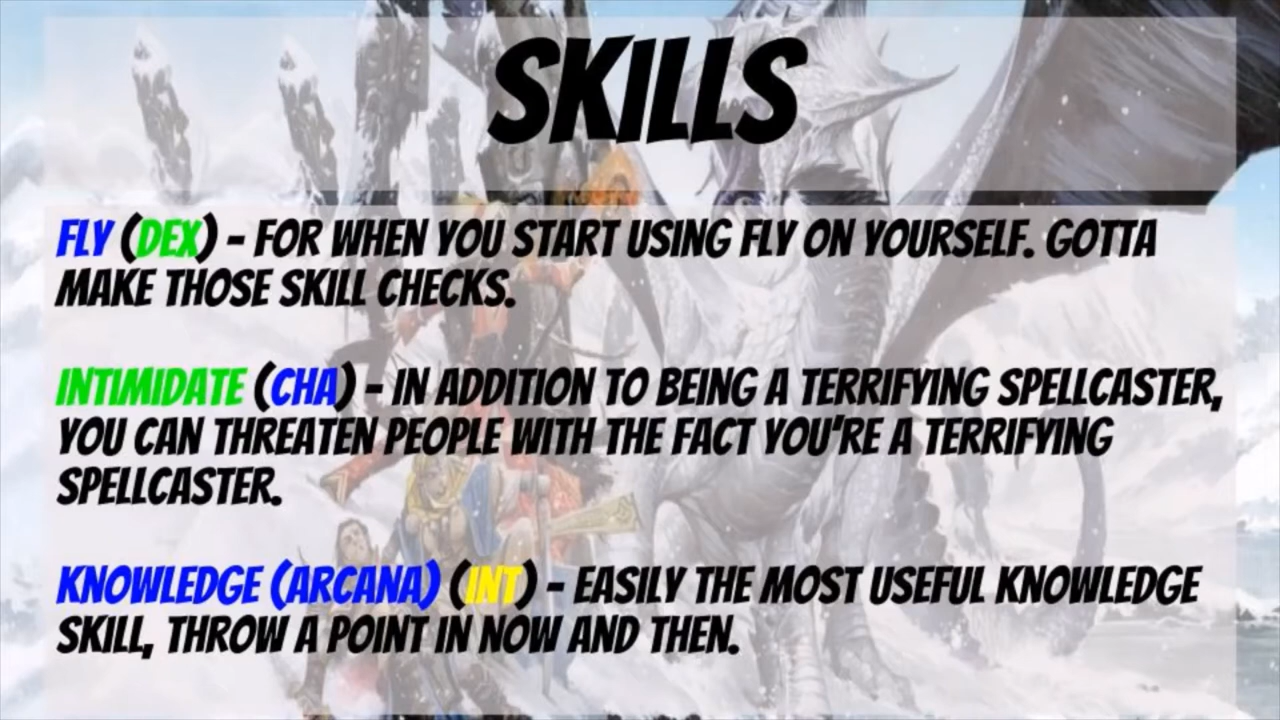 SKILLS
FLY (DEX) - FOR WHEN YOU START USING FLY ON YOURSELF. GOTTA
MAKE THOSE SKILL CHECKS.
INTIMIDATE (CHA) - IN ADDITION TO BEING A TERRIFYING SPELLCASTER,
YOU CAN THREATEN PEOPLE WITH THE FACT YOU'RE A TERRIFYING
SPELLCASTER.
KNOWLEDGE (ARCANA) (INT) - EASILY THE MOST USEFUL KNOWLEDGE
SKILL, THROW A POINT IN NOW AND THEN.